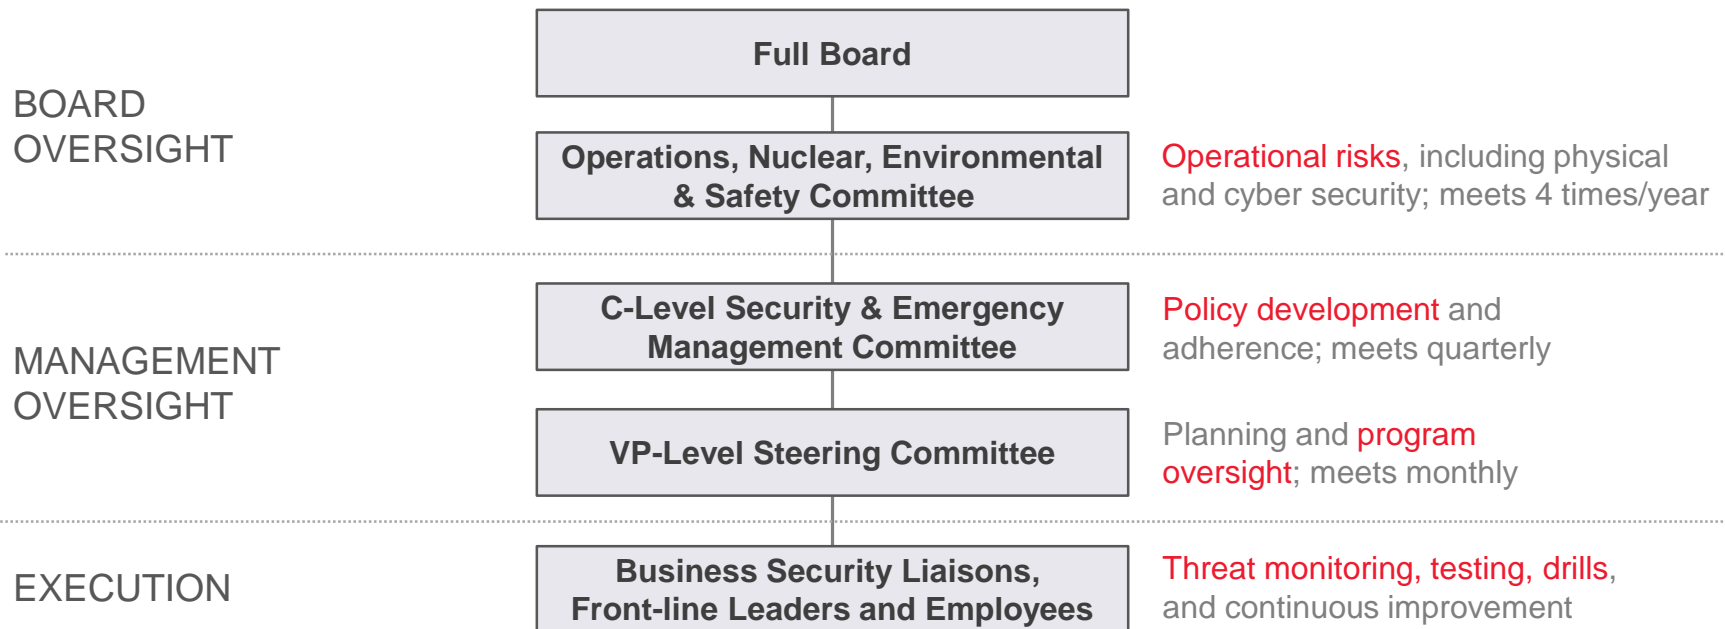 BOARD
OVERSIGHT
Full Board
Operations, Nuclear, Environmental
& Safety Committee
Operational risks, including physical
and cyber security; meets 4 times/year
MANAGEMENT
OVERSIGHT
C-Level Security & Emergency
Management Committee
Policy development and
adherence; meets quarterly
VP-Level Steering Committee
Planning and program
oversight; meets monthly
EXECUTION
Business Security Liaisons,
Front-line Leaders and Employees
Threat monitoring, testing, drills,
and continuous improvement